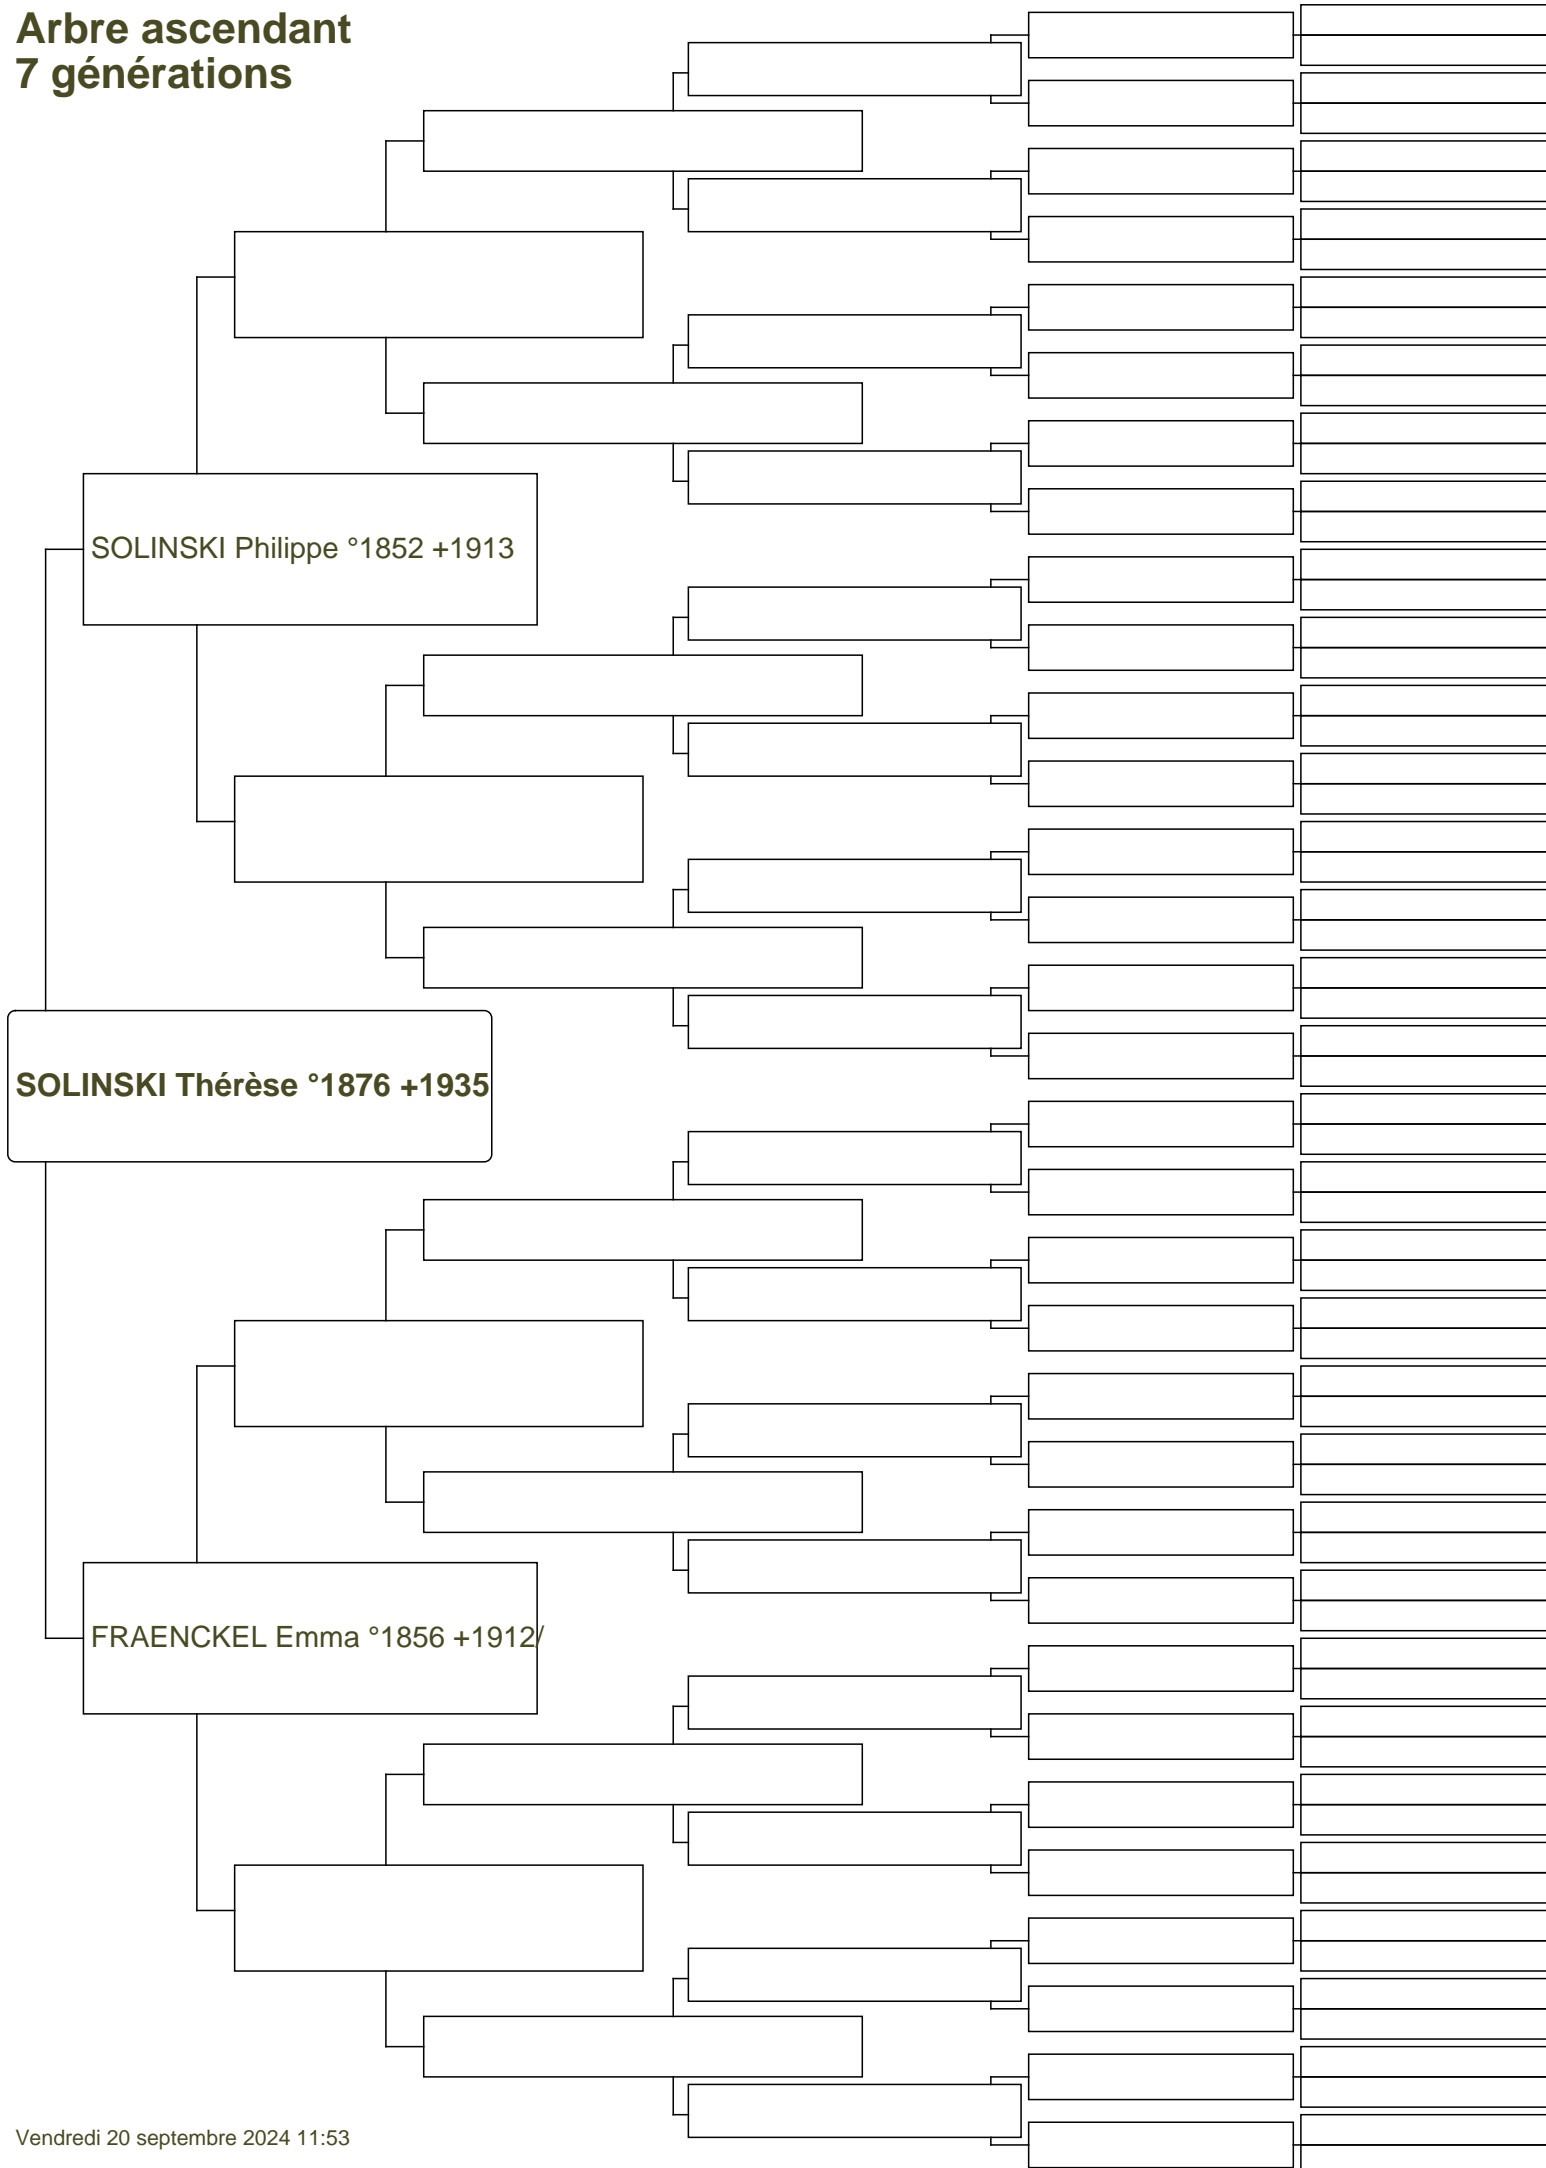 Arbre ascendant
7 générations
SOLINSKI Philippe °1852 +1913
SOLINSKI Thérèse °1876 +1935
FRAENCKEL Emma °1856 +1912/
Vendredi 20 septembre 2024 11:53